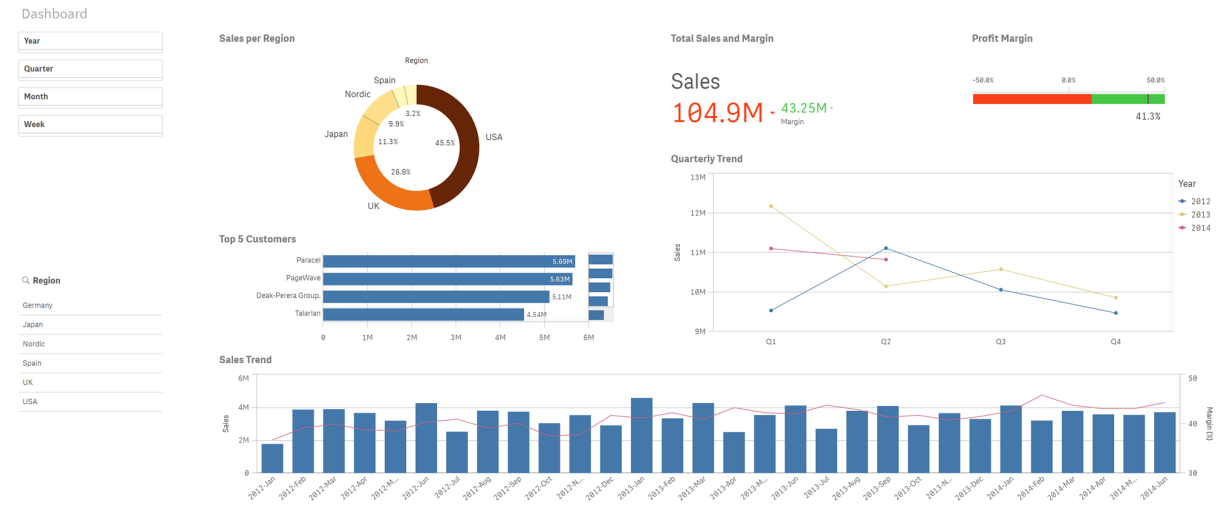 Dashboard
Year
Quarter
Month
Week
Region
Germany
Japan
Nordic
Spain
UK
USA
Sales per Region
Region
Spain
Nordic
Japan
UK
USA
3.2%
9.9%
11.3%
26.9%
45.5%
Top 5 Customers
Paracel
5.69M
PageWave
5.63M
Deak-Perera Group.
5.11M
Talarian
4.54M
0 1M 2M 3M 4M 5M 6M
Total Sales and Margin
Sales
104.9M
43.25M
Margin
Profit Margin
-50.0% 0.0% 50.0%
41.3%
Quarterly Trend
Sales
13M
12M
11M
10M
9M
Q1 Q2 Q3 Q4
Year
2012
2013
2014
Sales Trend
Sales
6M
4M
2M
0
50
40
30
Margin (%)
2012-Jan 2012-Feb 2012-Mar 2012-Apr 2012-M... 2012-Jun 2012-Jul 2012-Aug 2012-Sep 2012-Oct 2012-N... 2012-Dec 2013-Jan 2013-Feb 2013-Mar 2013-Apr 2013-M... 2013-Jun 2013-Jul 2013-Aug 2013-Sep 2013-Oct 2013-N... 2013-Dec 2014-Jan 2014-Feb 2014-Mar 2014-Apr 2014-M... 2014-Jun